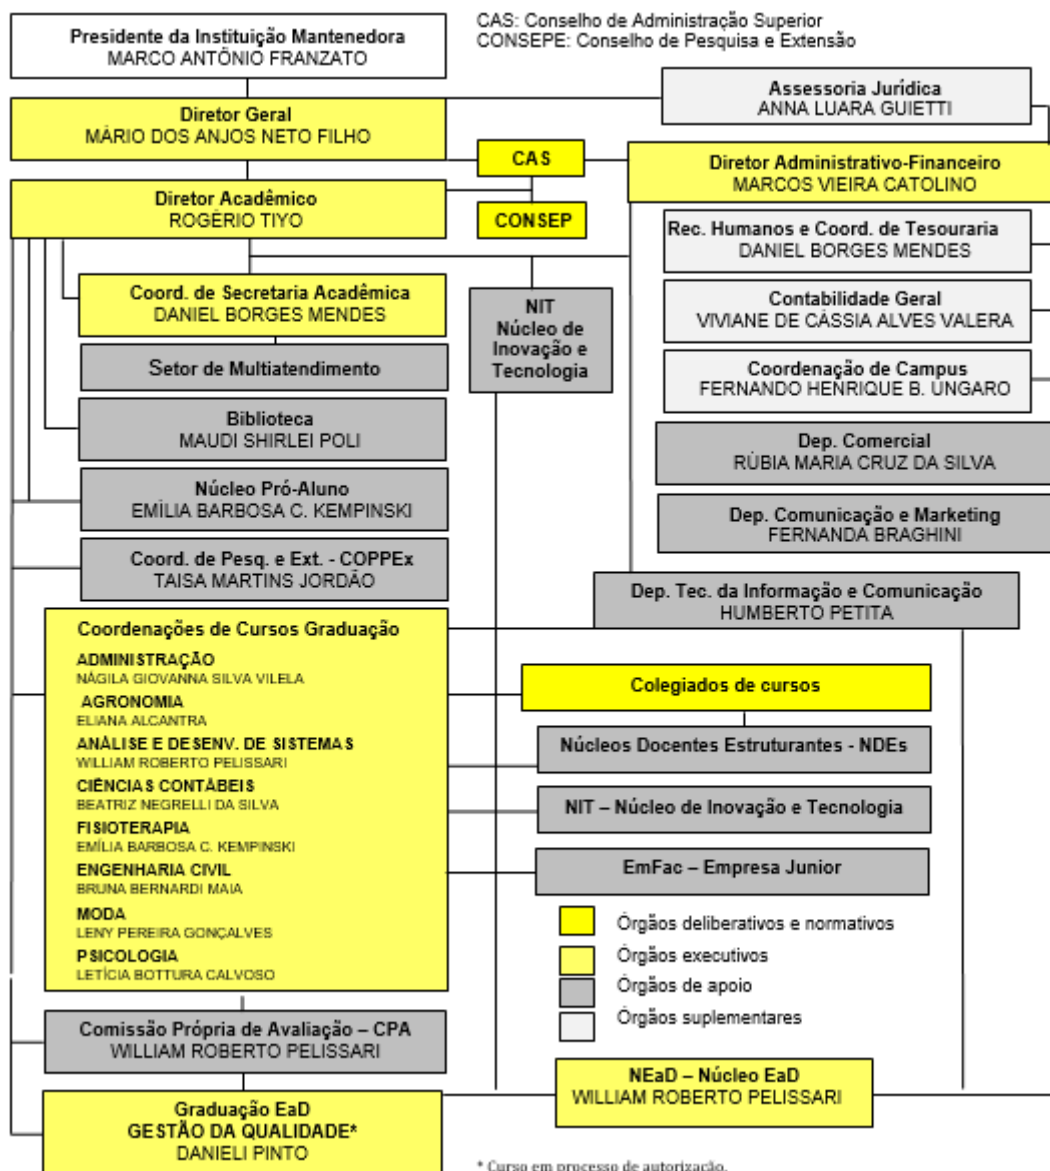 Presidente da Instituição Mantenedora
MARCO ANTÔNIO FRANZATO
CAS: Conselho de Administração Superior
CONSEPE: Conselho de Pesquisa e Extensão
Assessoria Jurídica
ANNA LUARA GUIETTI
Diretor Geral
MÁRIO DOS ANJOS NETO FILHO
CAS
Diretor Administrativo-Financeiro
MARCOS VIEIRA CATOLINO
Diretor Acadêmico
ROGÉRIO TIYO
CONSEP
Rec. Humanos e Coord. de Tesouraria
DANIEL BORGES MENDES
Coord. de Secretaria Acadêmica
DANIEL BORGES MENDES
NIT
Núcleo de
Inovação e
Tecnologia
Contabilidade Geral
VIVIANE DE CÁSSIA ALVES VALERA
Setor de Multiatendimento
Coordenação de Campus
FERNANDO HENRIQUE B. UNGARO
Biblioteca
MAUDI SHIRLEI POLI
Dep. Comercial
RÚBIA MARIA CRUZ DA SILVA
Núcleo Pró-Aluno
EMÍLIA BARBOSA C. KEMPINSKI
Dep. Comunicação e Marketing
FERNANDA BRAGHINI
Coord. de Pesq. e Ext. - COPPEx
TAISA MARTINS JORDÃO
Dep. Tec. da Informação e Comunicação
HUMBERTO PETITA
Coordenações de Cursos Graduação
ADMINISTRAÇÃO
NÁGILA GIOVANNA SILVA VILELA
AGRONOMIA
ELIANA ALCANTRA
ANÁLISE E DESENV. DE SISTEMAS
WILLIAM ROBERTO PELISSARI
CIÊNCIAS CONTÁBEIS
BEATRIZ NEGRELLI DA SILVA
FISIOTERAPIA
EMÍLIA BARBOSA C. KEMPINSKI
ENGENHARIA CIVIL
BRUNA BERNARDI MAIA
MODA
LENY PEREIRA GONÇALVES
PSICOLOGIA
LETÍCIA BOTTURA CALVOSO
Colegiados de cursos
Núcleos Docentes Estruturantes - NDEs
NIT – Núcleo de Inovação e Tecnologia
EmFac – Empresa Junior
Órgãos deliberativos e normativos
Órgãos executivos
Órgãos de apoio
Órgãos suplementares
Comissão Própria de Avaliação – CPA
WILLIAM ROBERTO PELISSARI
NEaD – Núcleo EaD
WILLIAM ROBERTO PELISSARI
Graduação EaD
GESTÃO DA QUALIDADE*
DANIELI PINTO
* Curso em processo de autorização.